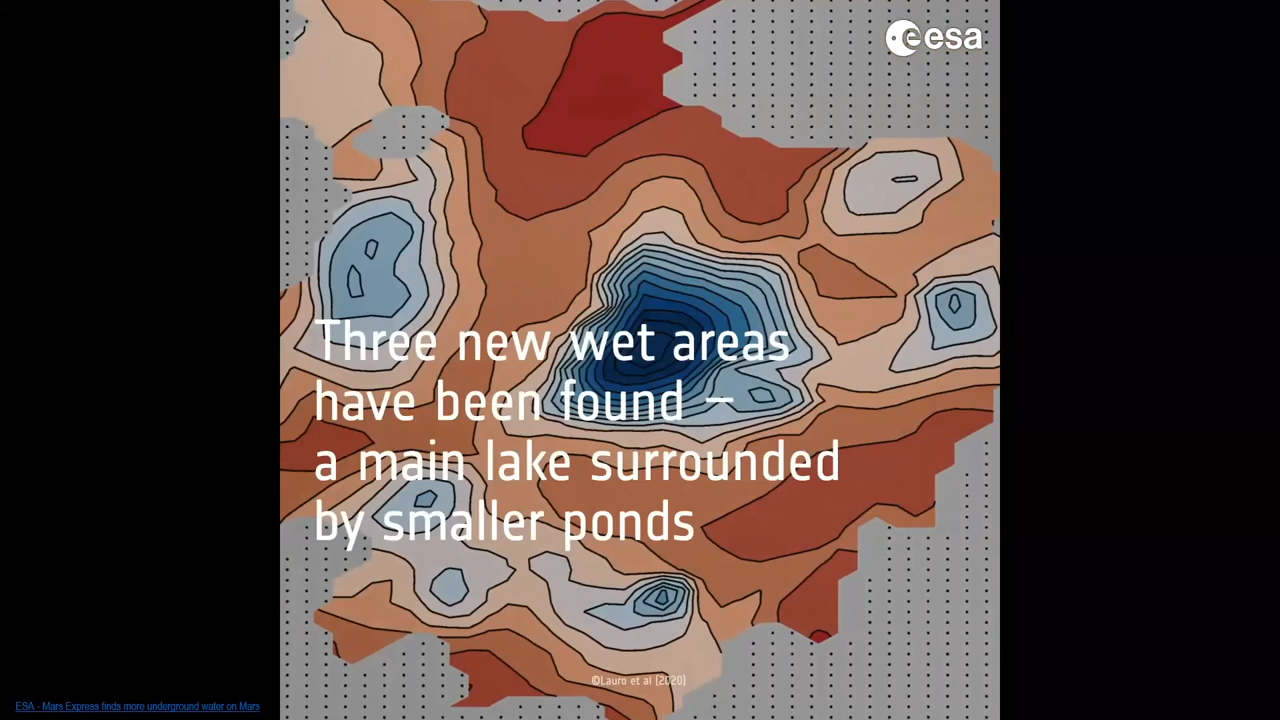 esa
Three new wet areas
have been found –
a main lake surrounded
by smaller ponds
©Lauro et al (2020)
ESA - Mars Express finds more underground water on Mars